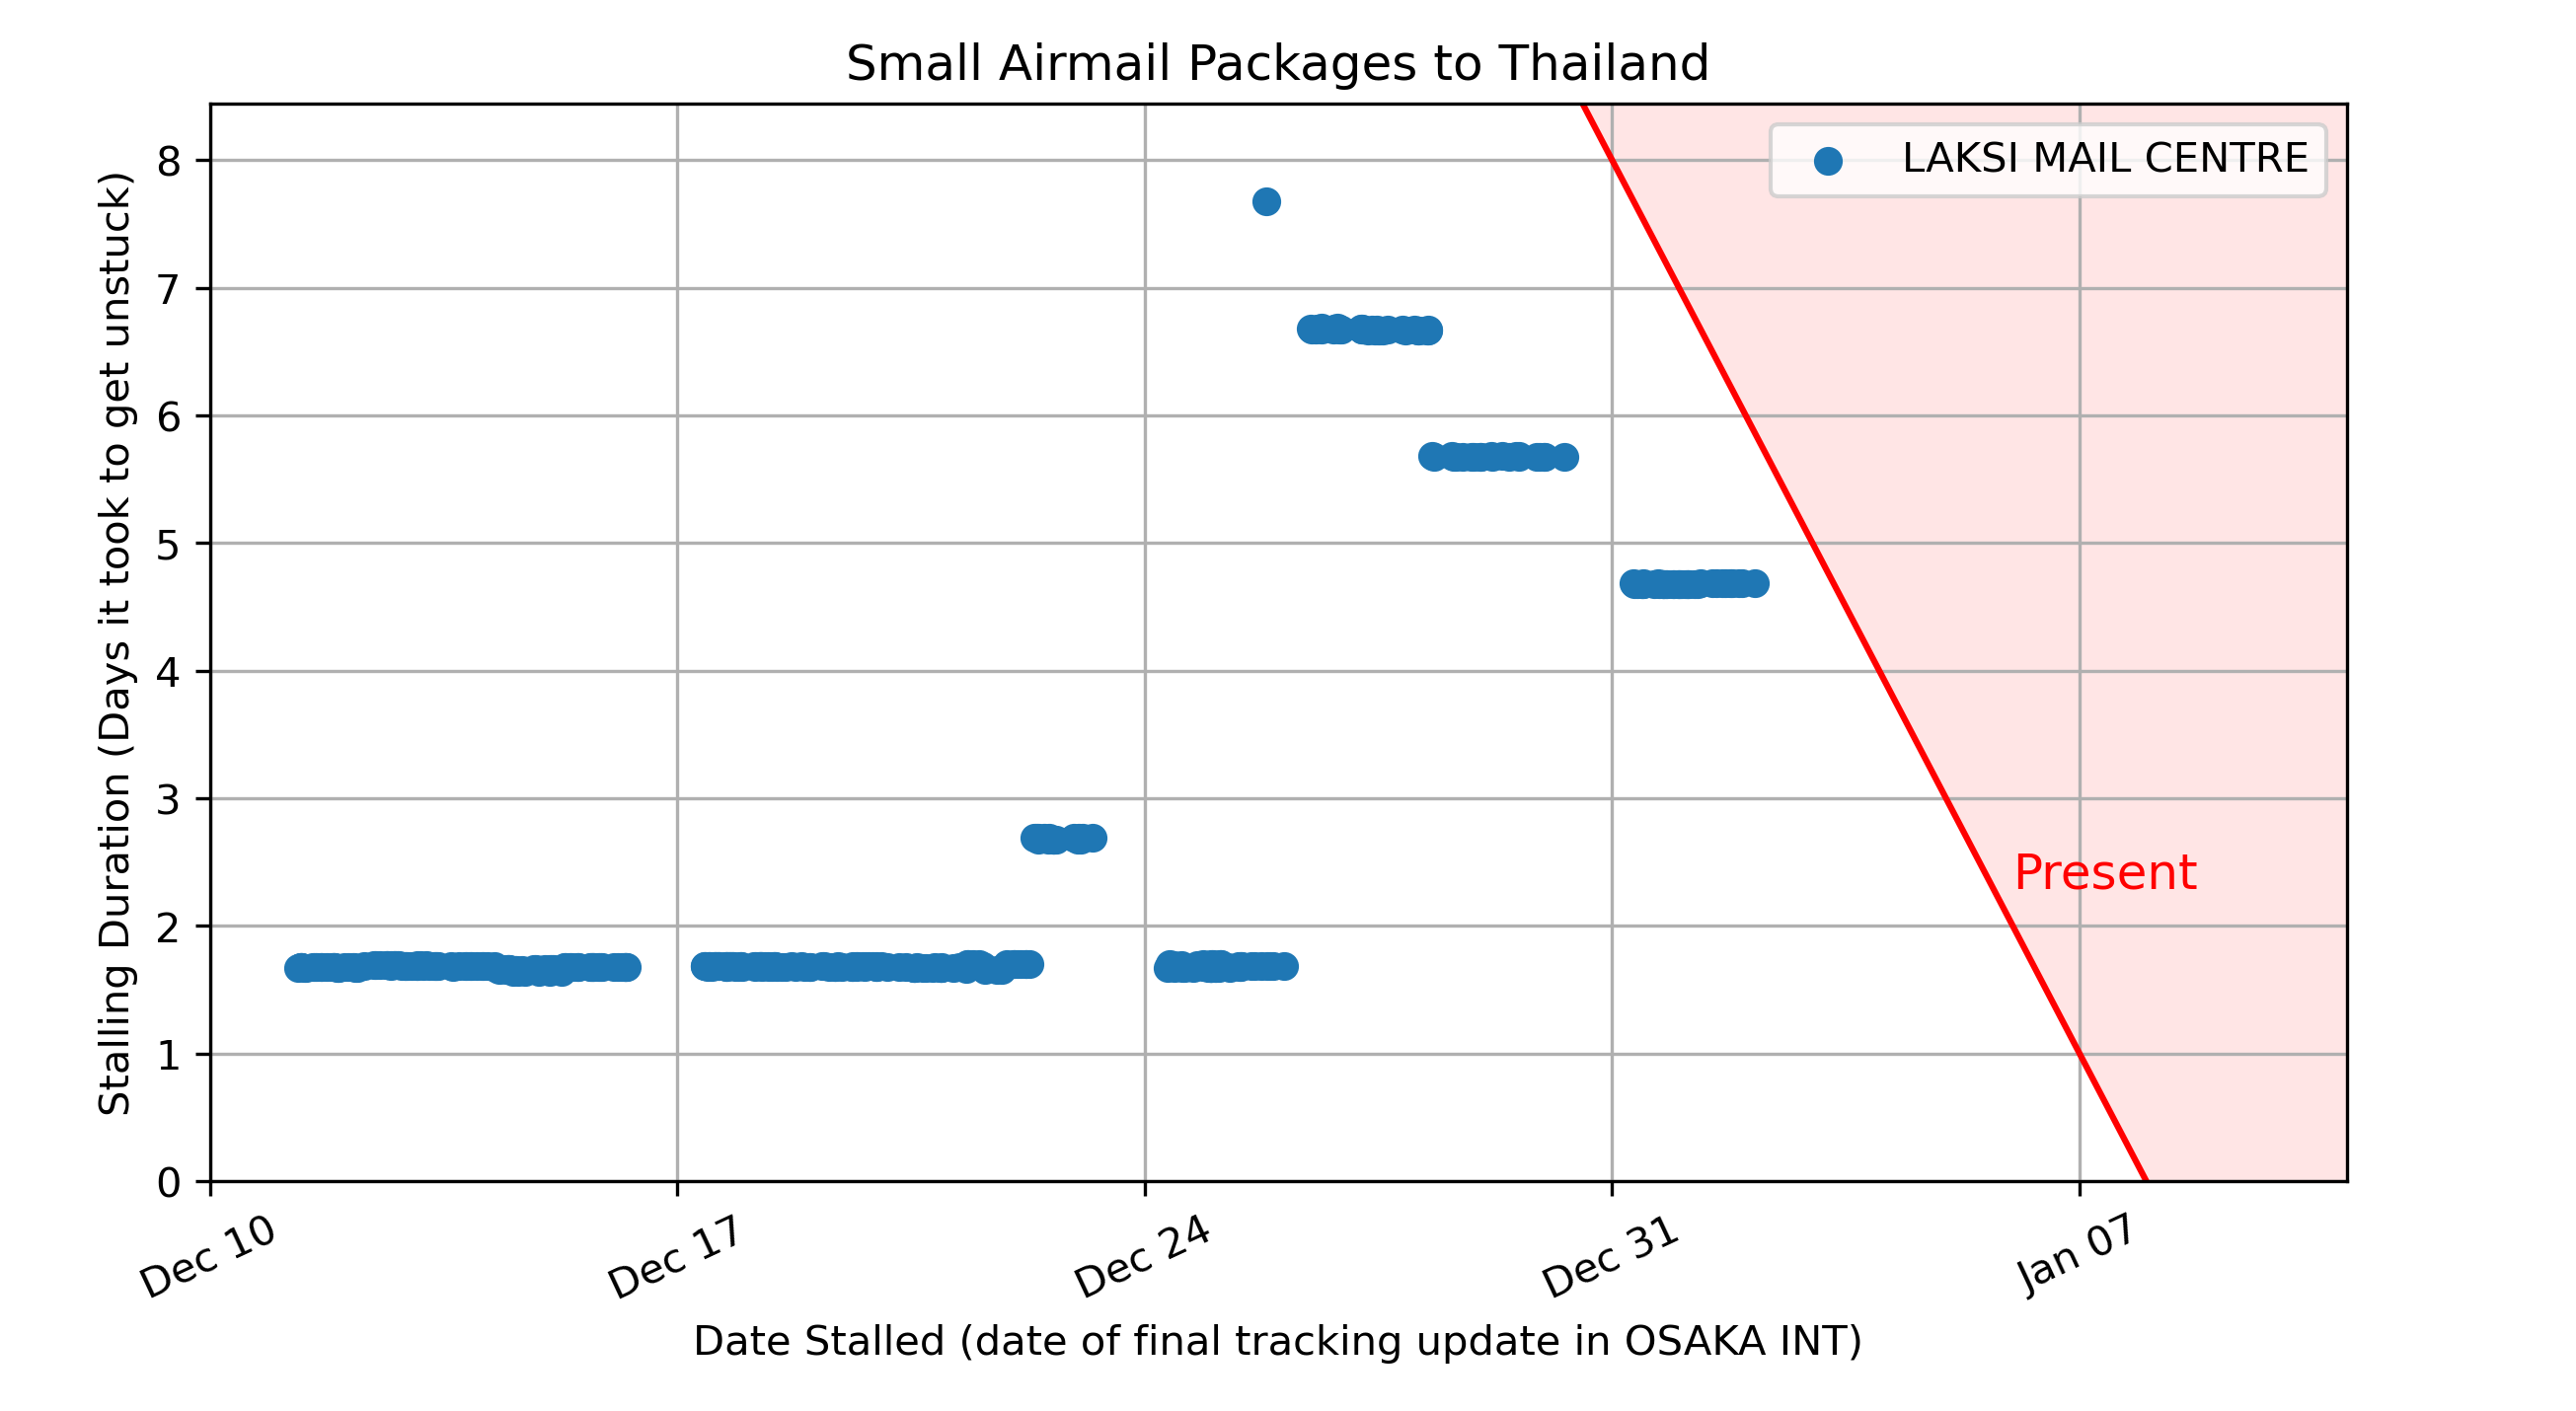 Small Airmail Packages to Thailand
LAKSI MAIL CENTRE
Stalling Duration (Days it took to get unstuck)
8
7
6
5
4
3
2
1
0
Present
Dec 10
Dec 17
Dec 24
Dec 31
Jan 07
Date Stalled (date of final tracking update in OSAKA INT)